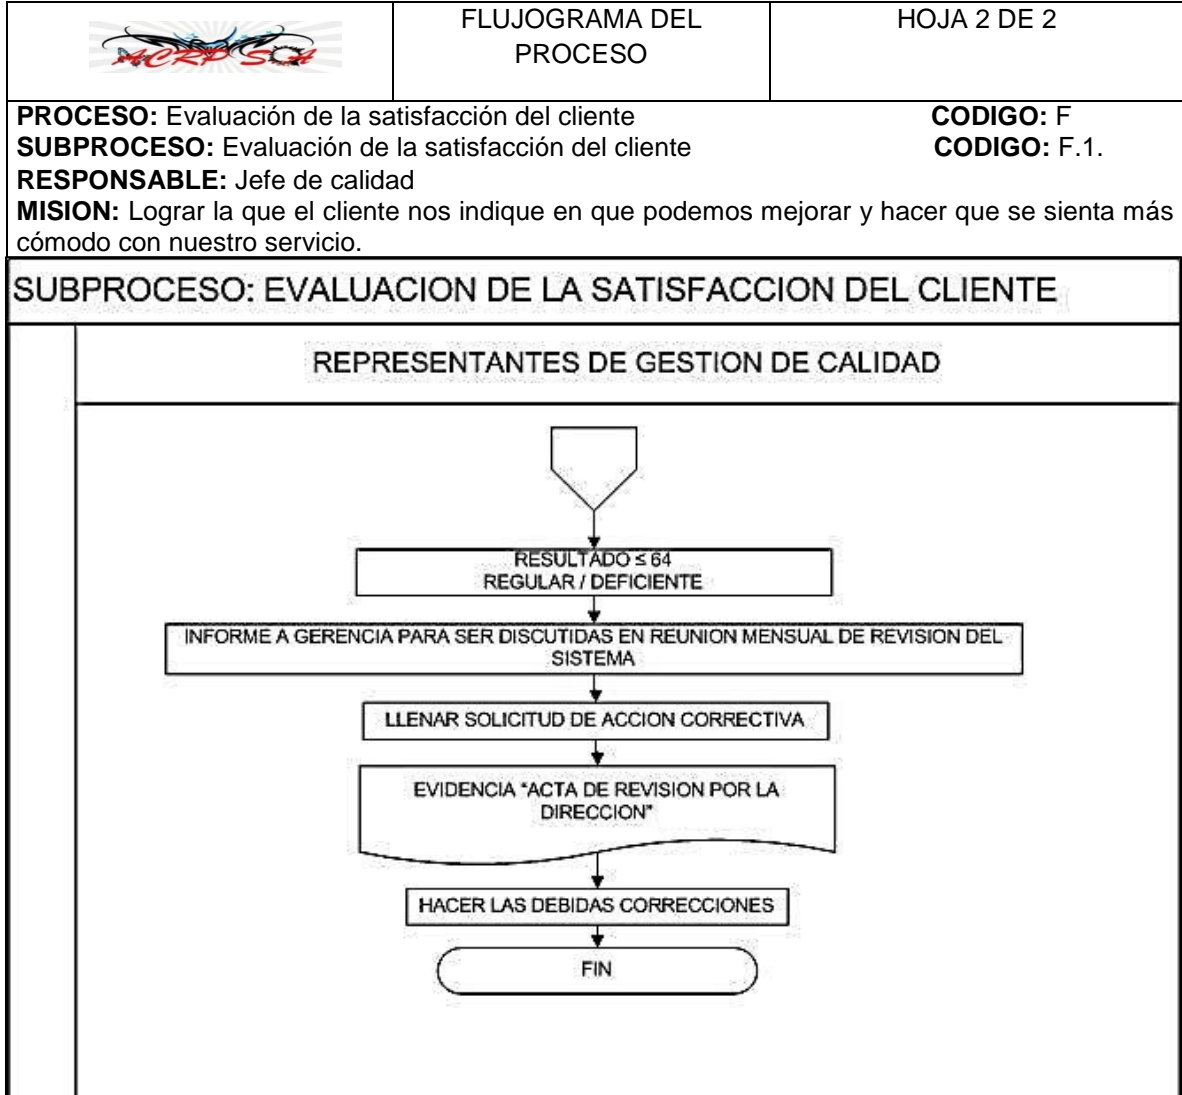 ACRP SCA
FLUJOGRAMA DEL
PROCESO
HOJA 2 DE 2
PROCESO: Evaluación de la satisfacción del cliente CODIGO: F
SUBPROCESO: Evaluación de la satisfacción del cliente CODIGO: F.1.
RESPONSABLE: Jefe de calidad
MISION: Lograr la que el cliente nos indique en que podemos mejorar y hacer que se sienta más
cómodo con nuestro servicio.
SUBPROCESO: EVALUACION DE LA SATISFACCION DEL CLIENTE
REPRESENTANTES DE GESTION DE CALIDAD
RESULTADO ≤ 64
REGULAR / DEFICIENTE
INFORME A GERENCIA PARA SER DISCUTIDAS EN REUNION MENSUAL DE REVISION DEL
SISTEMA
LLENAR SOLICITUD DE ACCION CORRECTIVA
EVIDENCIA “ACTA DE REVISION POR LA
DIRECCION”
HACER LAS DEBIDAS CORRECCIONES
FIN